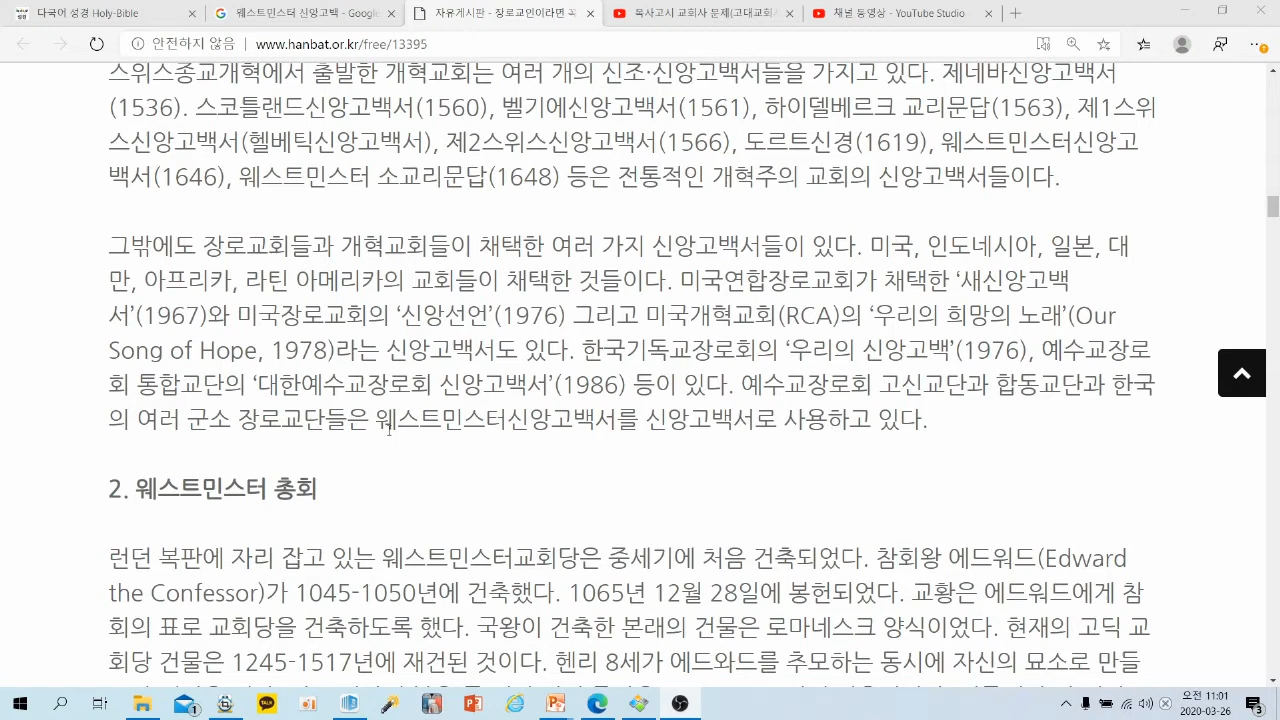 다국어 성경 Holy-Bible
웨스트민스터 신앙고백 - Google
자유게시판 - 장로교인이라면 꼭
목사고시 교회사 문제(고대교회
채널 동영상 - YouTube Studio
안전하지 않음 | www.hanbat.or.kr/free/13395
스위스종교개혁에서 출발한 개혁교회는 여러 개의 신조·신앙고백서들을 가지고 있다. 제네바신앙고백서
(1536). 스코틀랜드신앙고백서(1560), 벨기에신앙고백서(1561), 하이델베르크 교리문답(1563), 제1스위
스신앙고백서(헬베틱신앙고백서), 제2스위스신앙고백서(1566), 도르트신경(1619), 웨스트민스터신앙고
백서(1646), 웨스트민스터 소교리문답(1648) 등은 전통적인 개혁주의 교회의 신앙고백서들이다.
그밖에도 장로교회들과 개혁교회들이 채택한 여러 가지 신앙고백서들이 있다. 미국, 인도네시아, 일본, 대
만, 아프리카, 라틴 아메리카의 교회들이 채택한 것들이다. 미국연합장로교회가 채택한 ‘새신앙고백
서’(1967)와 미국장로교회의 ‘신앙선언’(1976) 그리고 미국개혁교회(RCA)의 ‘우리의 희망의 노래’(Our
Song of Hope, 1978)라는 신앙고백서도 있다. 한국기독교장로회의 ‘우리의 신앙고백’(1976), 예수교장로
회 통합교단의 ‘대한예수교장로회 신앙고백서’(1986) 등이 있다. 예수교장로회 고신교단과 합동교단과 한국
의 여러 군소 장로교단들은 웨스트민스터신앙고백서를 신앙고백서로 사용하고 있다.
2. 웨스트민스터 총회
런던 복판에 자리 잡고 있는 웨스트민스터교회당은 중세기에 처음 건축되었다. 참회왕 에드워드(Edward
the Confessor)가 1045-1050년에 건축했다. 1065년 12월 28일에 봉헌되었다. 교황은 에드워드에게 참
회의 표로 교회당을 건축하도록 했다. 국왕이 건축한 본래의 건물은 로마네스크 양식이었다. 현재의 고딕 교
회당 건물은 1245-1517년에 재건된 것이다. 헨리 8세가 에드와드를 추모하는 동시에 자신의 묘소로 만들
오전 11:01
2020-03-26